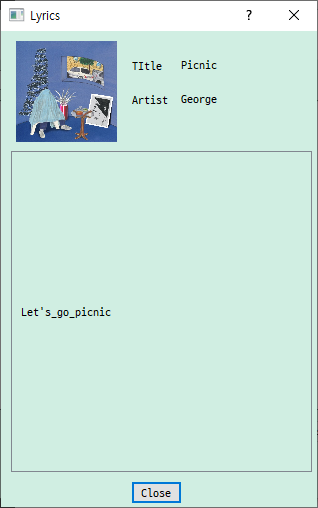 Lyrics
?
TItle Picnic
Artist George
Let's_go_picnic
Close